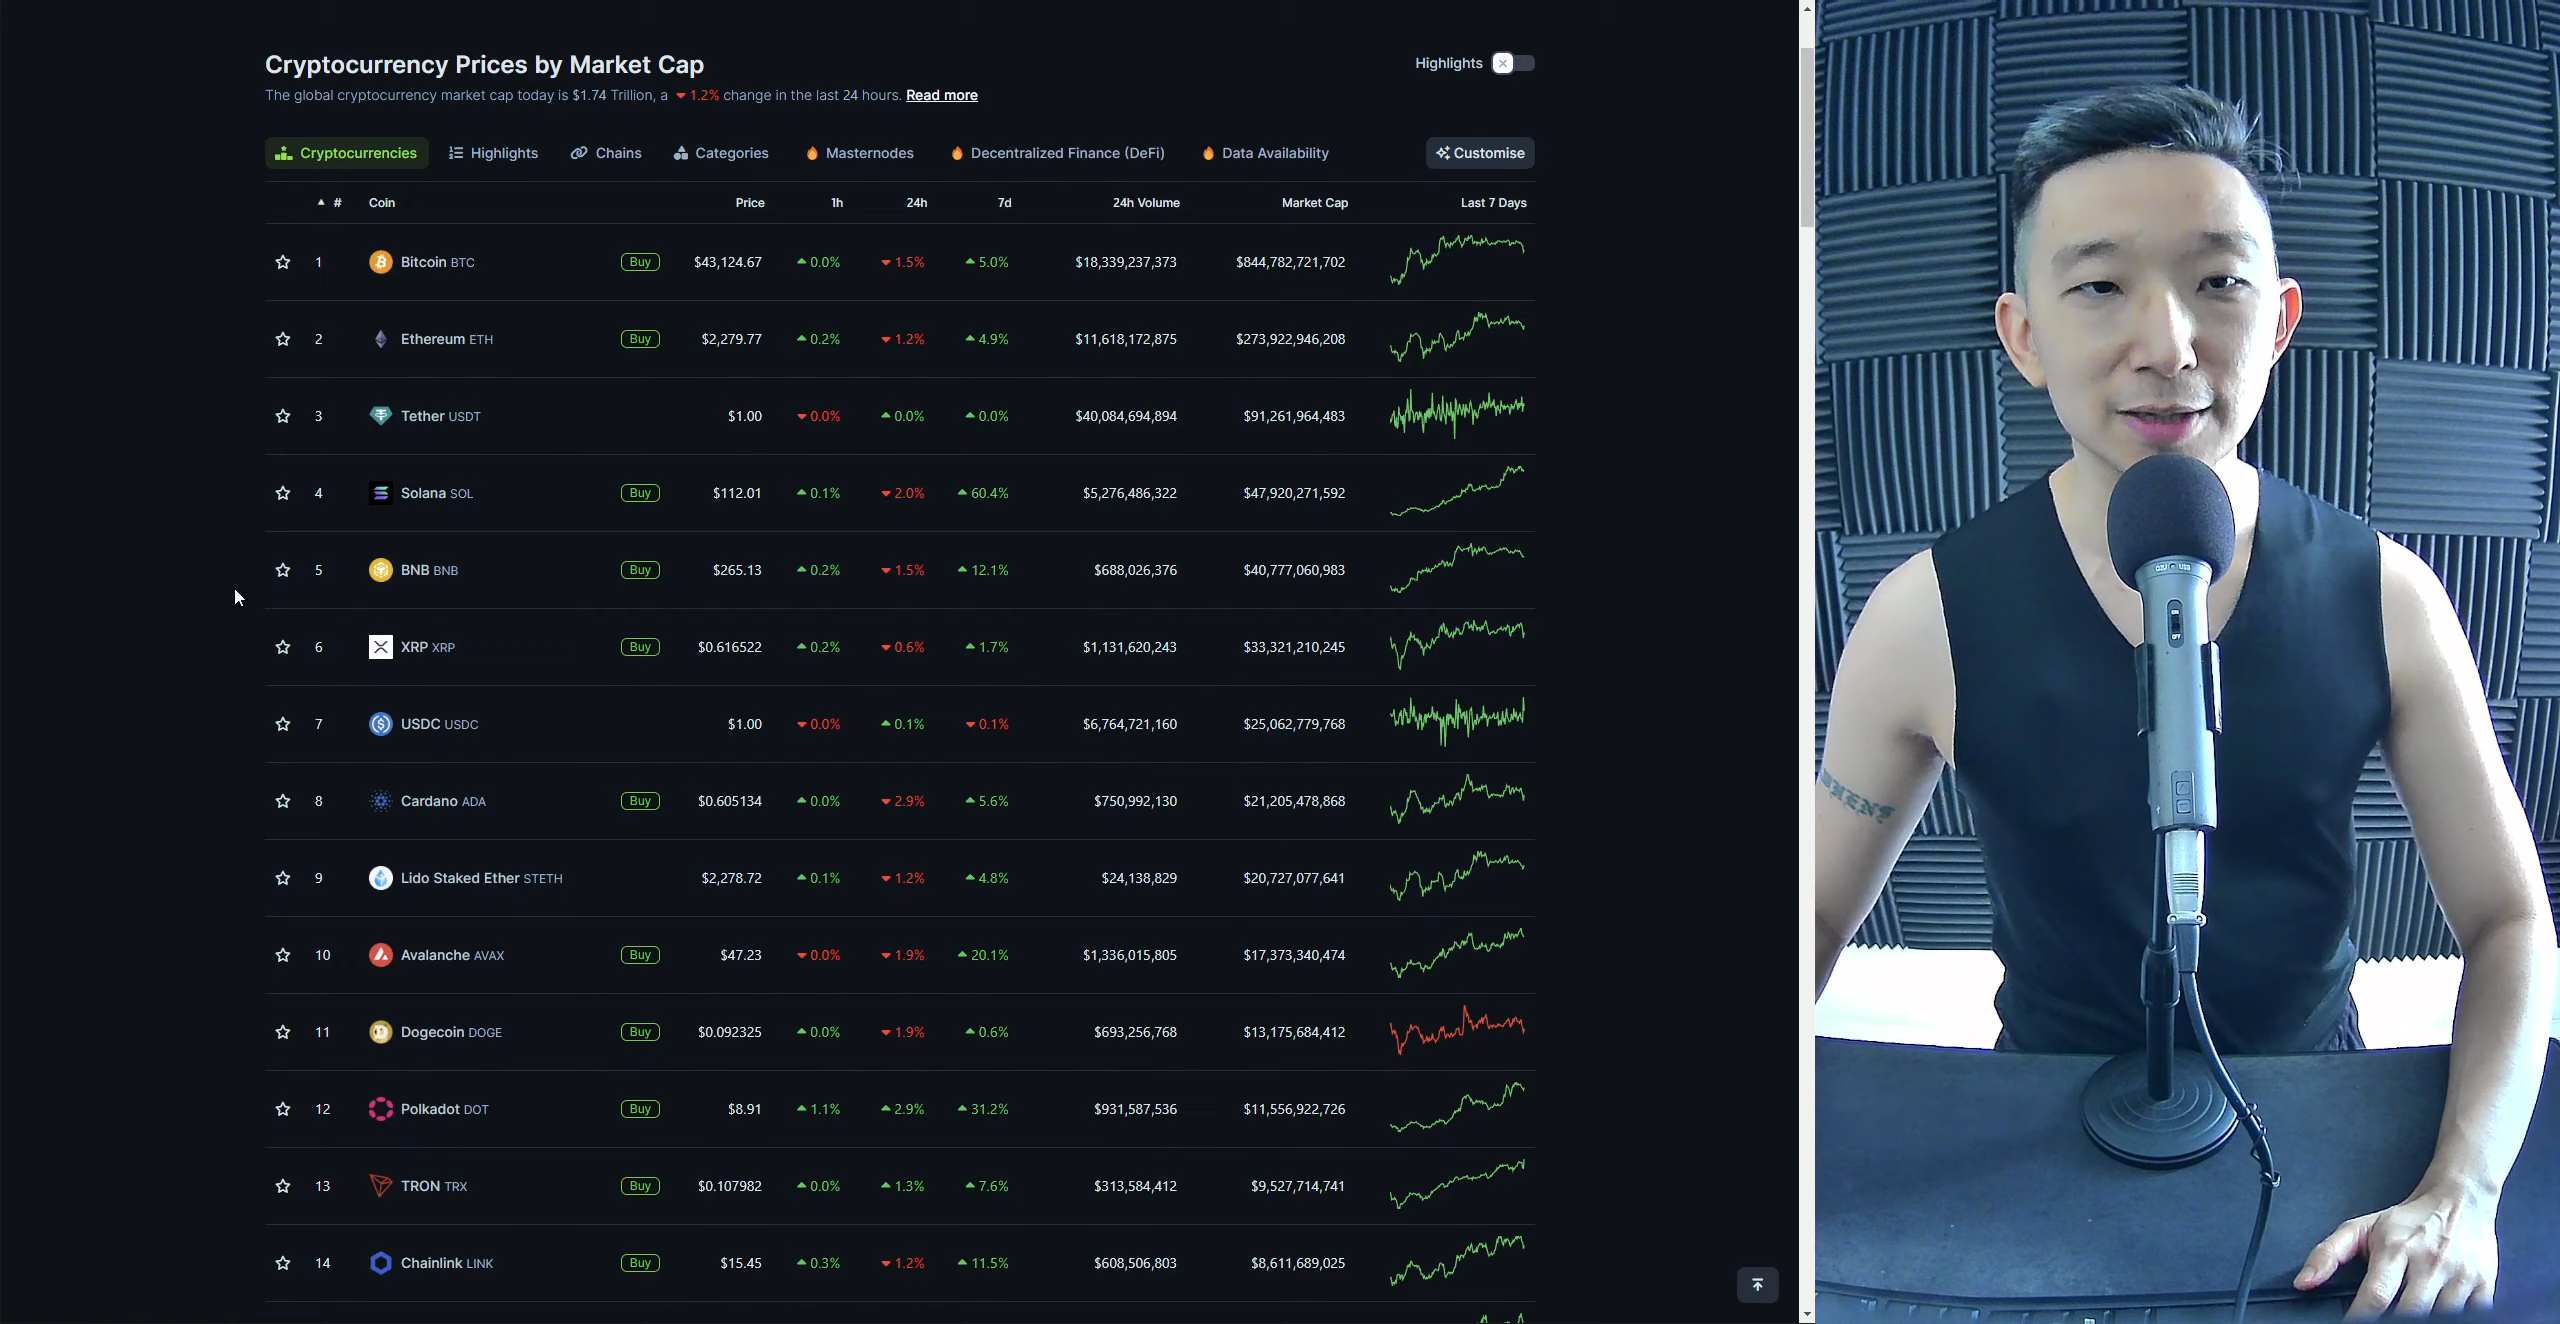 Cryptocurrency Prices by Market Cap
Highlights
The global cryptocurrency market cap today is $1.74 Trillion, a 1.2% change in the last 24 hours. Read more
Cryptocurrencies Highlights Chains Categories Masternodes Decentralized Finance (DeFi) Data Availability Customise
# Coin Price 1h 24h 7d 24h Volume Market Cap Last 7 Days
1 Bitcoin BTC Buy $43,124.67 0.0% 1.5% 5.0% $18,339,237,373 $844,782,721,702
2 Ethereum ETH Buy $2,279.77 0.2% 1.2% 4.9% $11,618,172,875 $273,922,946,208
3 Tether USDT $1.00 0.0% 0.0% 0.0% $40,084,694,894 $91,261,964,483
4 Solana SOL Buy $112.01 0.1% 2.0% 60.4% $5,276,486,322 $47,920,271,592
5 BNB BNB Buy $265.13 0.2% 1.5% 12.1% $688,026,376 $40,777,060,983
6 XRP XRP Buy $0.616522 0.2% 0.6% 1.7% $1,131,620,243 $33,321,210,245
7 USDC USDC $1.00 0.0% 0.1% 0.1% $6,764,721,160 $25,062,779,768
8 Cardano ADA Buy $0.605134 0.0% 2.9% 5.6% $750,992,130 $21,205,478,868
9 Lido Staked Ether STETH $2,278.72 0.1% 1.2% 4.8% $24,138,829 $20,727,077,641
10 Avalanche AVAX Buy $47.23 0.0% 1.9% 20.1% $1,336,015,805 $17,373,340,474
11 Dogecoin DOGE Buy $0.092325 0.0% 1.9% 0.6% $693,256,768 $13,175,684,412
12 Polkadot DOT Buy $8.91 1.1% 2.9% 31.2% $931,587,536 $11,556,922,726
13 TRON TRX Buy $0.107982 0.0% 1.3% 7.6% $313,584,412 $9,527,714,741
14 Chainlink LINK Buy $15.45 0.3% 1.2% 11.5% $608,506,803 $8,611,689,025
ON
OFF